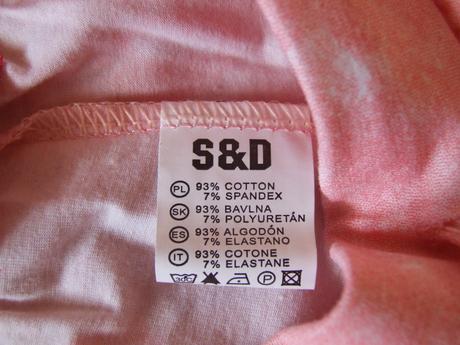 S&D
PL 93% COTTON
7% SPANDEX
SK 93% BAVLNA
7% POLYURETÁN
ES 93% ALGODÓN
7% ELASTANO
IT 93% COTONE
7% ELASTANE